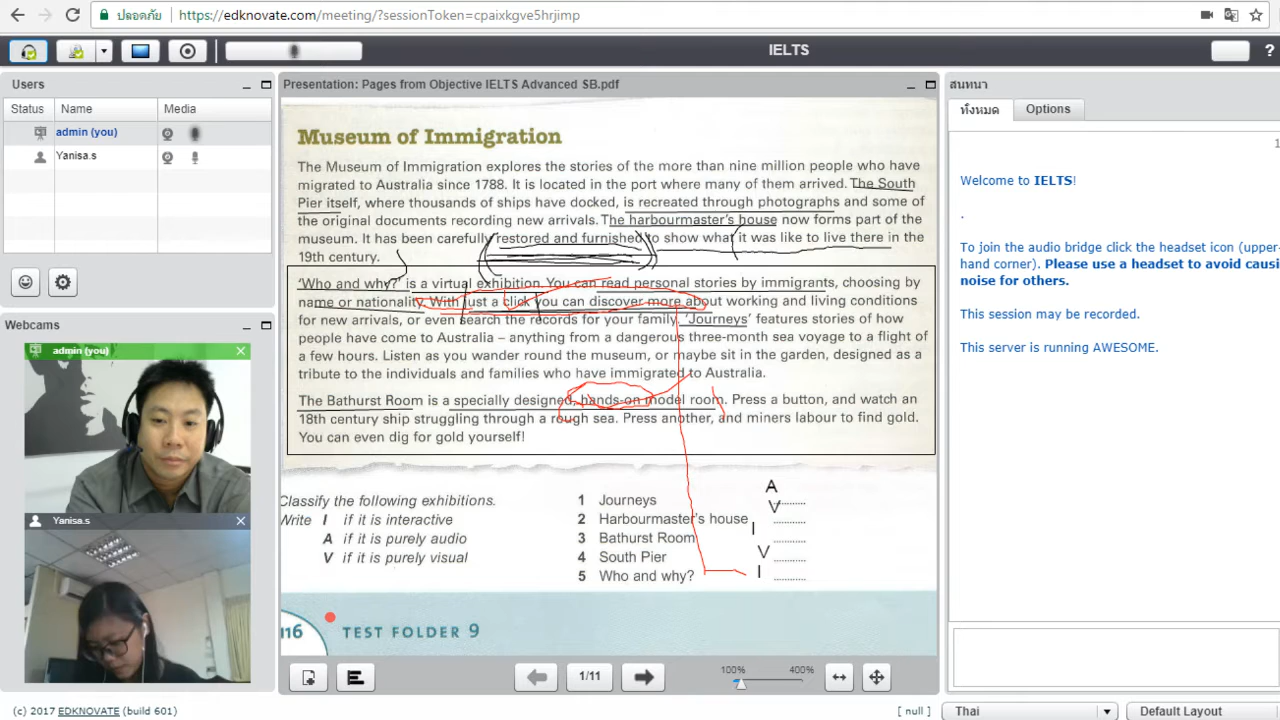 ปลอดภัย https://edknovate.com/meeting/?sessionToken=cpaixkgve5hrjimp
IELTS
?
Users
Status Name Media
admin (you)
Yanisa.s
Webcams
admin (you)
Yanisa.s
Presentation: Pages from Objective IELTS Advanced SB.pdf
Museum of Immigration
The Museum of Immigration explores the stories of the more than nine million people who have
migrated to Australia since 1788. It is located in the port where many of them arrived. The South
Pier itself, where thousands of ships have docked, is recreated through photographs and some of
the original documents recording new arrivals. The harbourmaster's house now forms part of the
museum. It has been carefully restored and furnished to show what it was like to live there in the
19th century.
'Who and why?' is a virtual exhibition. You can read personal stories by immigrants, choosing by
name or nationality. With just a click you can discover more about working and living conditions
for new arrivals, or even search the records for your family. 'Journeys' features stories of how
people have come to Australia – anything from a dangerous three-month sea voyage to a flight of
a few hours. Listen as you wander round the museum, or maybe sit in the garden, designed as a
tribute to the individuals and families who have immigrated to Australia.
The Bathurst Room is a specially designed, hands-on model room. Press a button, and watch an
18th century ship struggling through a rough sea. Press another, and miners labour to find gold.
You can even dig for gold yourself!
Classify the following exhibitions.
Write I if it is interactive
A if it is purely audio
V if it is purely visual
1 Journeys A ..........
2 Harbourmaster's house V ..........
3 Bathurst Room I ..........
4 South Pier V ..........
5 Who and why? I ..........
116 TEST FOLDER 9
1/11
100% 400%
สนทนา
ทั้งหมด Options
1
Welcome to IELTS!
.
To join the audio bridge click the headset icon (upper-
hand corner). Please use a headset to avoid causi
noise for others.
This session may be recorded.
This server is running AWESOME.
(c) 2017 EDKNOVATE (build 601)
[ null ]
Thai
Default Layout